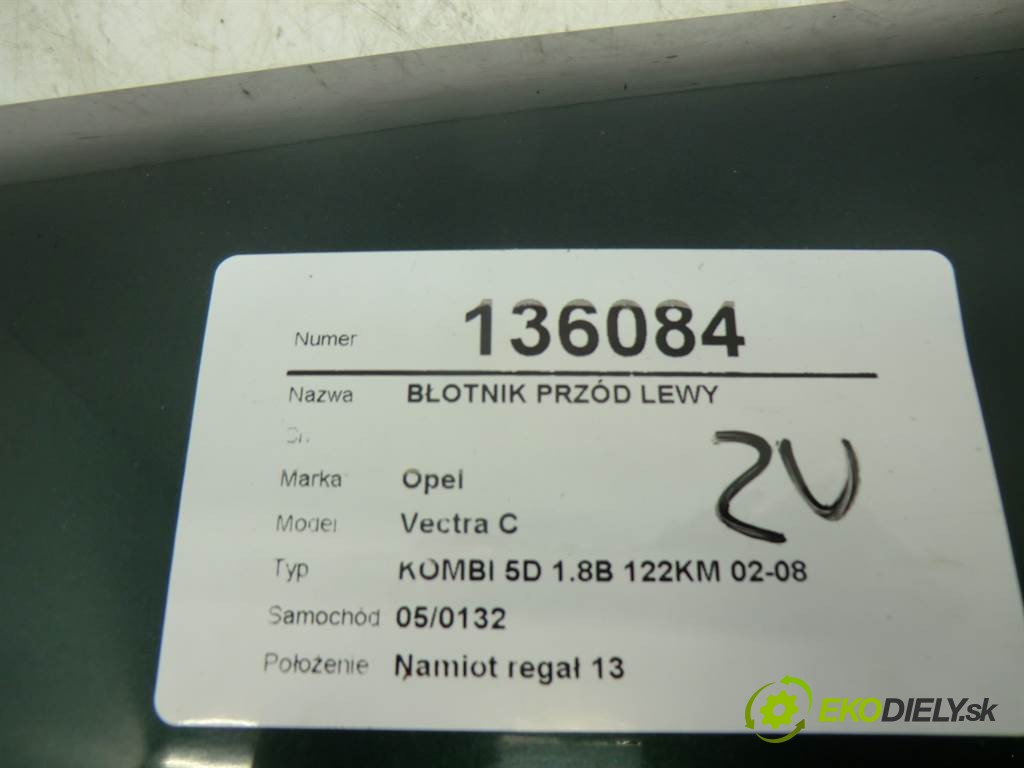 Numer 136084
Nazwa BŁOTNIK PRZÓD LEWY
Marka Opel
Model Vectra C
ZU
Typ KOMBI 5D 1.8B 122KM 02-08
Samochód 05/0132
Położenie Namiot regał 13
EKODIELY.sk